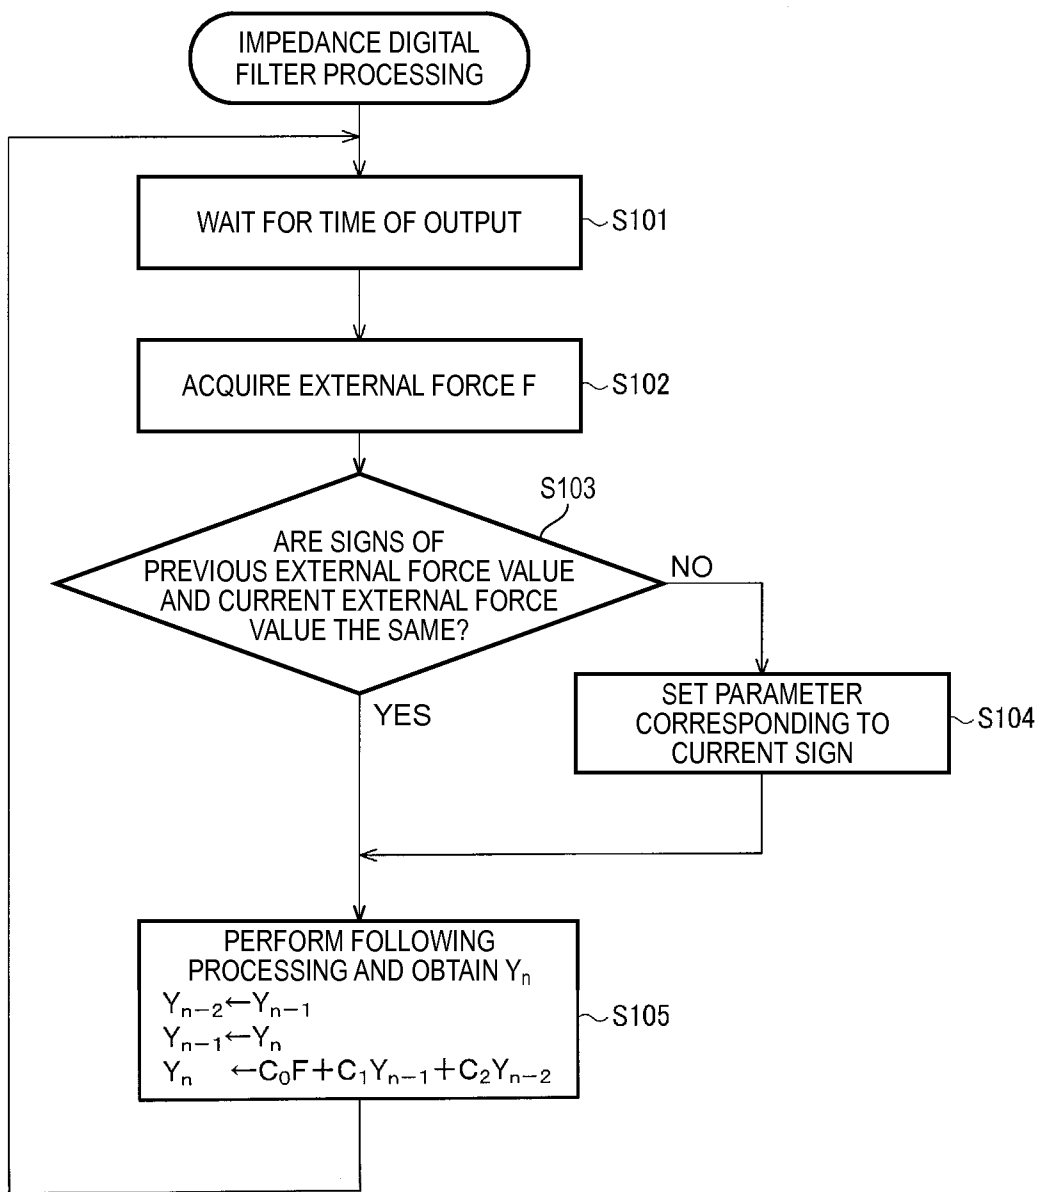 IMPEDANCE DIGITAL
FILTER PROCESSING
WAIT FOR TIME OF OUTPUT
S101
ACQUIRE EXTERNAL FORCE F
S102
S103
ARE SIGNS OF
PREVIOUS EXTERNAL FORCE VALUE
AND CURRENT EXTERNAL FORCE
VALUE THE SAME?
NO
YES
SET PARAMETER
CORRESPONDING TO
CURRENT SIGN
S104
PERFORM FOLLOWING
PROCESSING AND OBTAIN Yₙ
Yₙ₋₂←Yₙ₋₁
Yₙ₋₁←Yₙ
Yₙ ←C₀F+C₁Yₙ₋₁+C₂Yₙ₋₂
S105